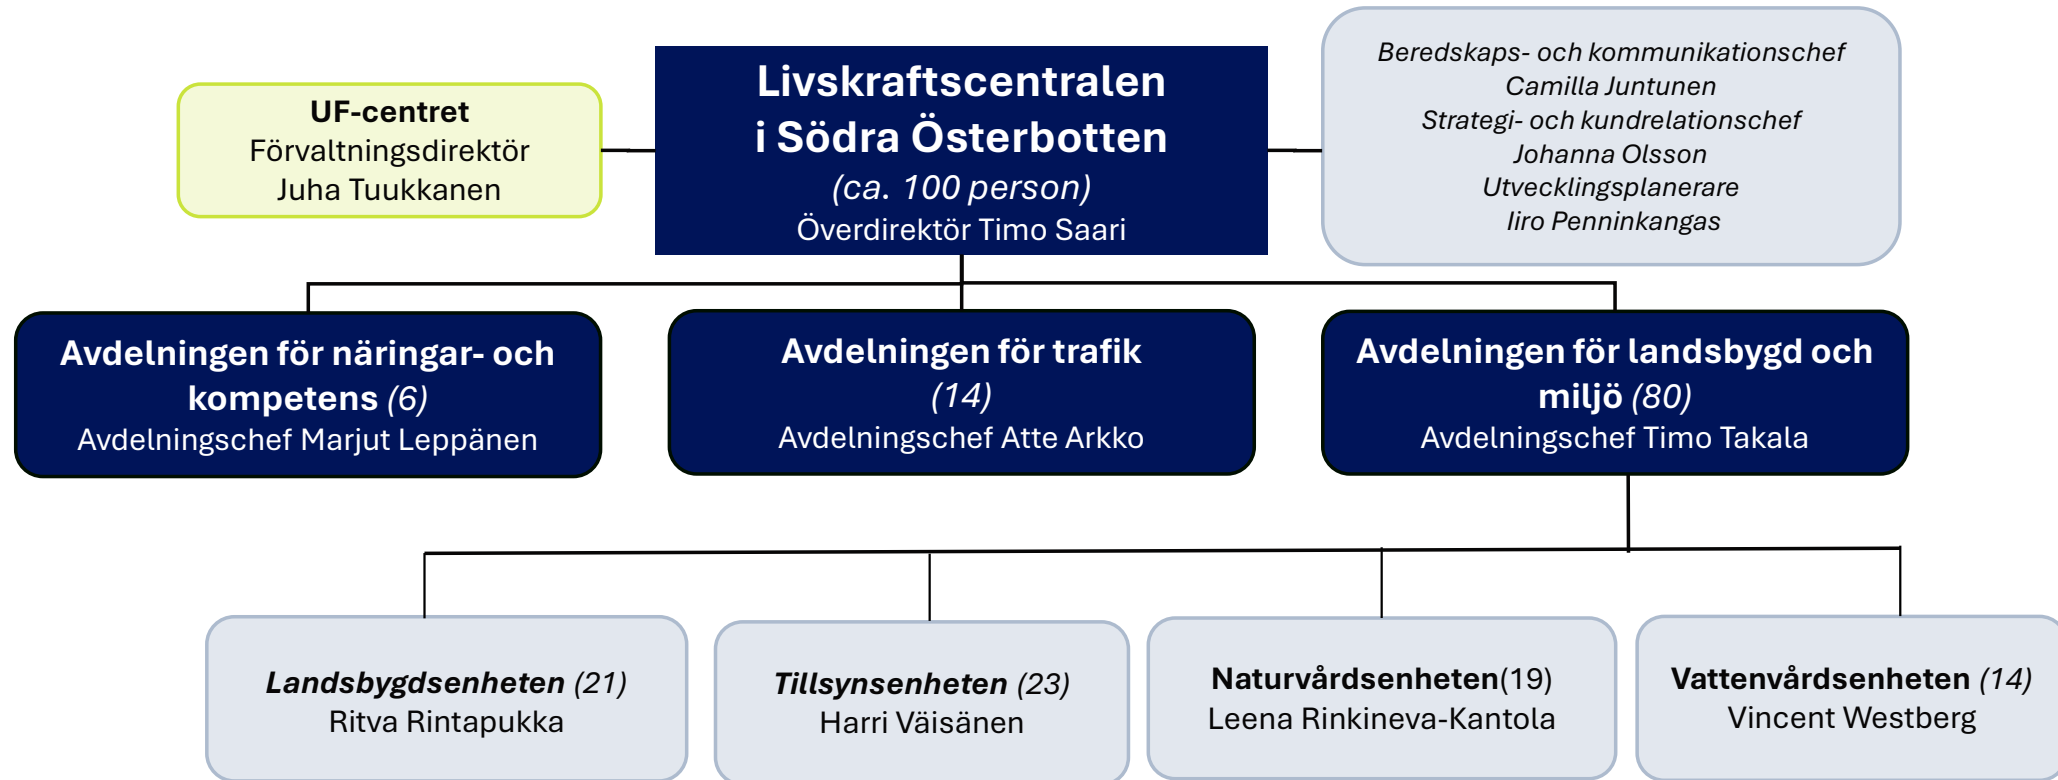 UF-centret
Förvaltningsdirektör
Juha Tuukkanen
Livskraftscentralen
i Södra Österbotten
(ca. 100 person)
Överdirektör Timo Saari
Beredskaps- och kommunikationschef
Camilla Juntunen
Strategi- och kundrelationschef
Johanna Olsson
Utvecklingsplanerare
Iiro Penninkangas
Avdelningen för näringar- och
kompetens (6)
Avdelningschef Marjut Leppänen
Avdelningen för trafik
(14)
Avdelningschef Atte Arkko
Avdelningen för landsbygd och
miljö (80)
Avdelningschef Timo Takala
Landsbygdsenheten (21)
Ritva Rintapukka
Tillsynsenheten (23)
Harri Väisänen
Naturvårdsenheten(19)
Leena Rinkineva-Kantola
Vattenvårdsenheten (14)
Vincent Westberg